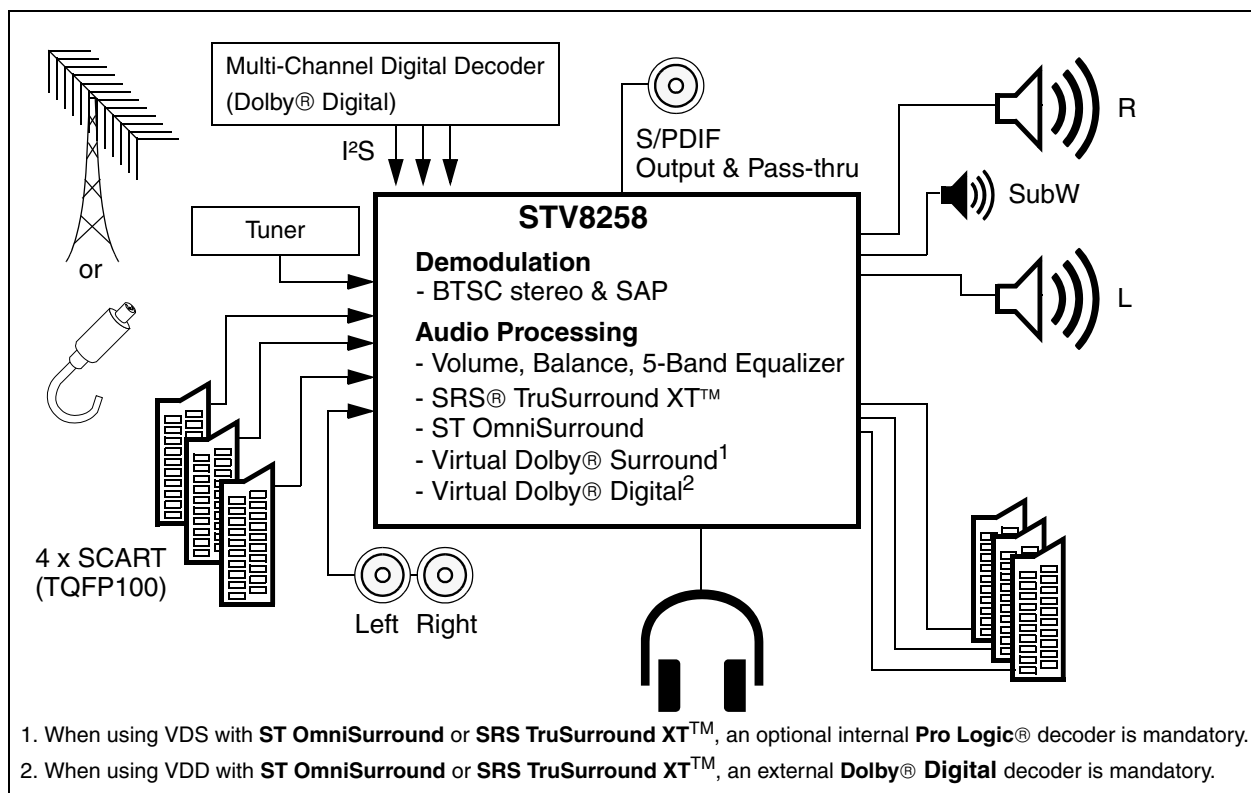 Multi-Channel Digital Decoder
(Dolby® Digital)
I²S
S/PDIF
Output & Pass-thru
R
SubW
L
Tuner
or
STV8258
Demodulation
- BTSC stereo & SAP
Audio Processing
- Volume, Balance, 5-Band Equalizer
- SRS® TruSurround XT™
- ST OmniSurround
- Virtual Dolby® Surround¹
- Virtual Dolby® Digital²
4 x SCART
(TQFP100)
Left Right
1. When using VDS with ST OmniSurround or SRS TruSurround XT™, an optional internal Pro Logic® decoder is mandatory.
2. When using VDD with ST OmniSurround or SRS TruSurround XT™, an external Dolby® Digital decoder is mandatory.